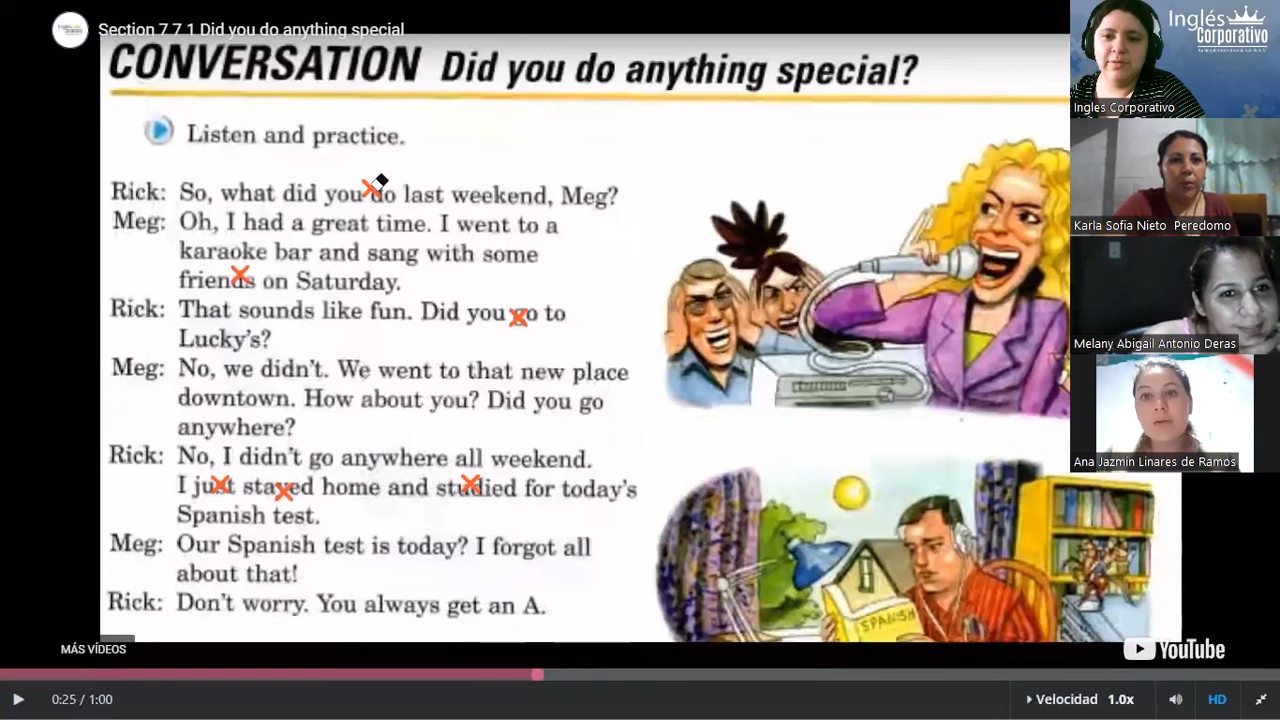 Section 7 7 1 Did you do anything special
CONVERSATION Did you do anything special?
Listen and practice.
Rick: So, what did you do last weekend, Meg?
Meg: Oh, I had a great time. I went to a
karaoke bar and sang with some
friends on Saturday.
Rick: That sounds like fun. Did you go to
Lucky's?
Meg: No, we didn't. We went to that new place
downtown. How about you? Did you go
anywhere?
Rick: No, I didn't go anywhere all weekend.
I just stayed home and studied for today's
Spanish test.
Meg: Our Spanish test is today? I forgot all
about that!
Rick: Don't worry. You always get an A.
SPANISH
MÁS VÍDEOS
YouTube
0:25 / 1:00
Velocidad 1.0x
HD
Inglés
Corporativo
Ingles Corporativo
Karla Sofía Nieto Peredomo
Melany Abigail Antonio Deras
Ana Jazmin Linares de Ramos